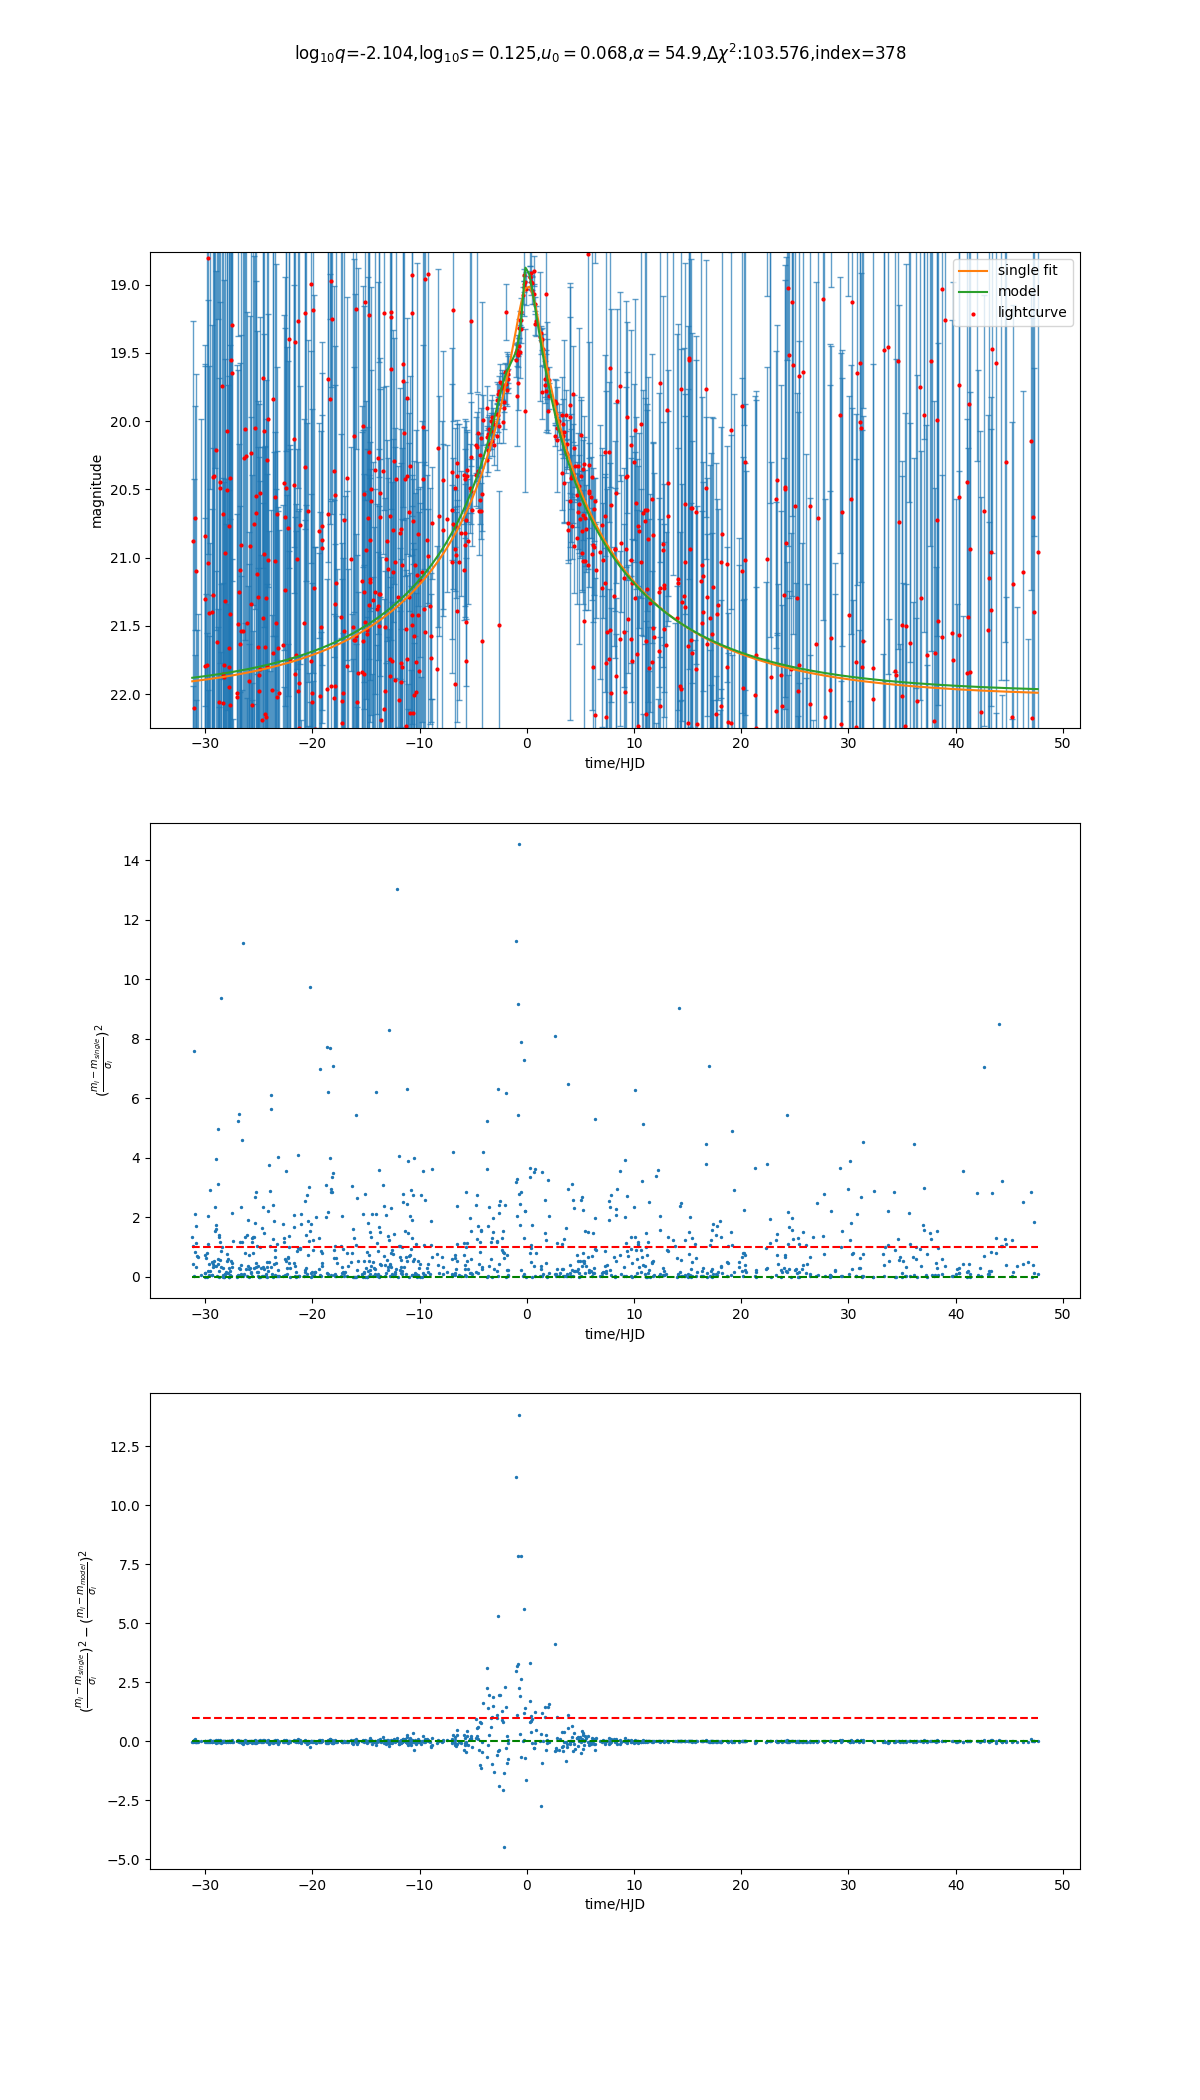 log₁₀q=-2.104,log₁₀s = 0.125,u₀ = 0.068,α = 54.9,Δχ²:103.576,index=378
19.0
19.5
20.0
20.5
21.0
21.5
22.0
magnitude
single fit
model
lightcurve
−30 −20 −10 0 10 20 30 40 50
time/HJD
14
12
10
8
6
4
2
0
((mᵢ − m_single)/σᵢ)²
−30 −20 −10 0 10 20 30 40 50
time/HJD
12.5
10.0
7.5
5.0
2.5
0.0
−2.5
−5.0
((mᵢ − m_single)/σᵢ)² − ((mᵢ − m_model)/σᵢ)²
−30 −20 −10 0 10 20 30 40 50
time/HJD